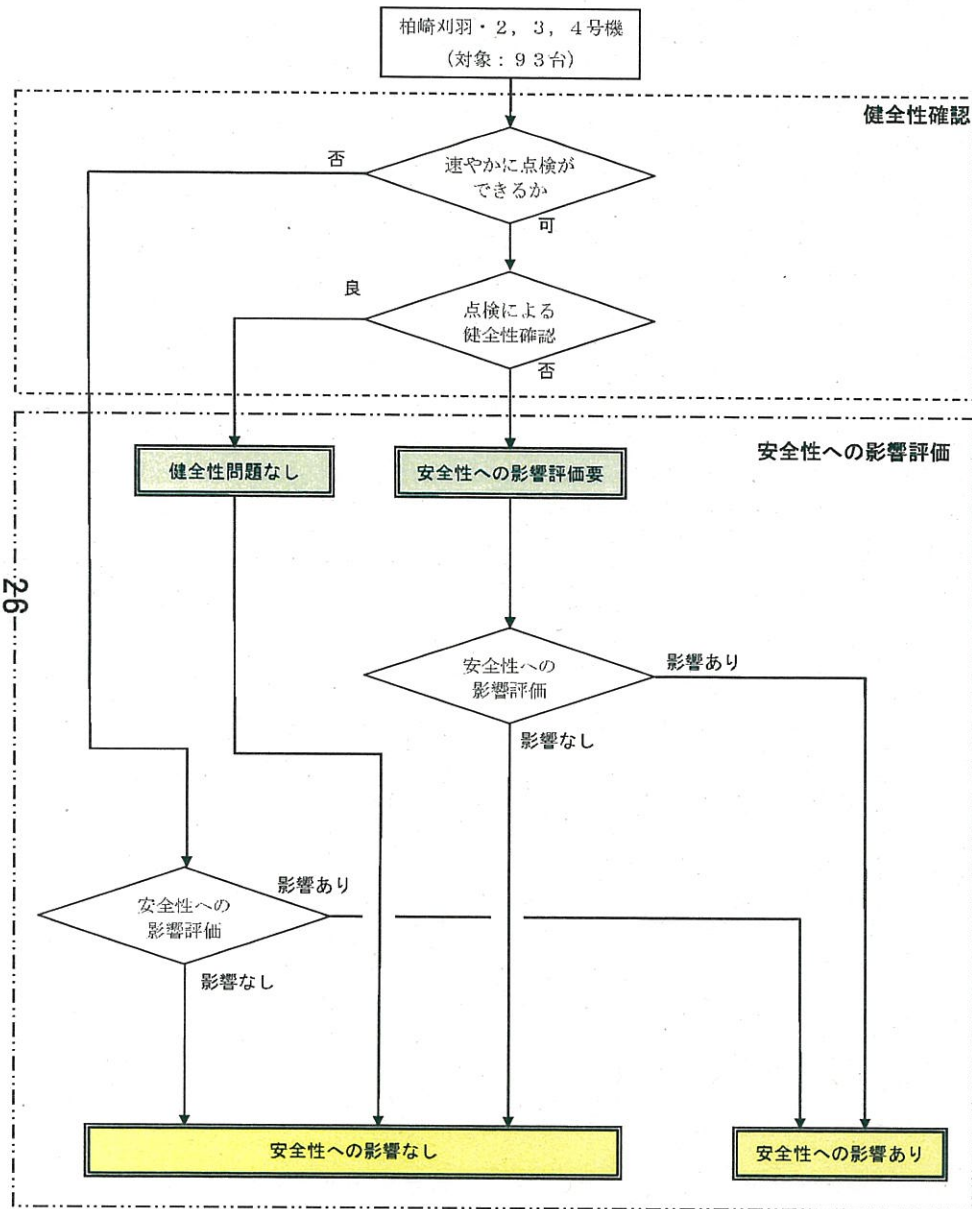 柏崎刈羽・2，3，4号機
（対象：93台）
健全性確認
否
速やかに点検が
できるか
可
良
点検による
健全性確認
否
安全性への影響評価
健全性問題なし
安全性への影響評価要
26
安全性への
影響評価
影響あり
影響なし
安全性への
影響評価
影響あり
影響なし
安全性への影響なし
安全性への影響あり